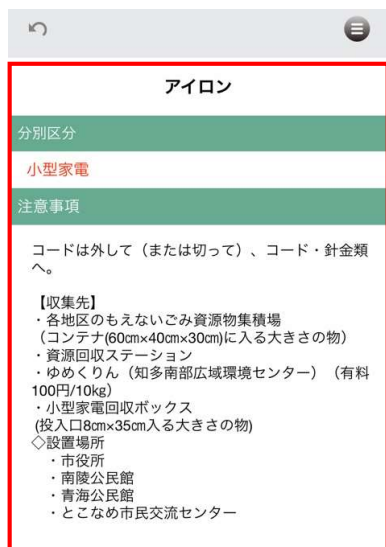 アイロン
分別区分
小型家電
注意事項
コードは外して（または切って）、コード・針金類
へ。
【収集先】
・各地区のもえないごみ資源物集積場
（コンテナ(60㎝×40㎝×30㎝)に入る大きさの物）
・資源回収ステーション
・ゆめくりん（知多南部広域環境センター）（有料
100円/10㎏）
・小型家電回収ボックス
(投入口8㎝×35㎝入る大きさの物)
◇設置場所
・市役所
・南陵公民館
・青海公民館
・とこなめ市民交流センター